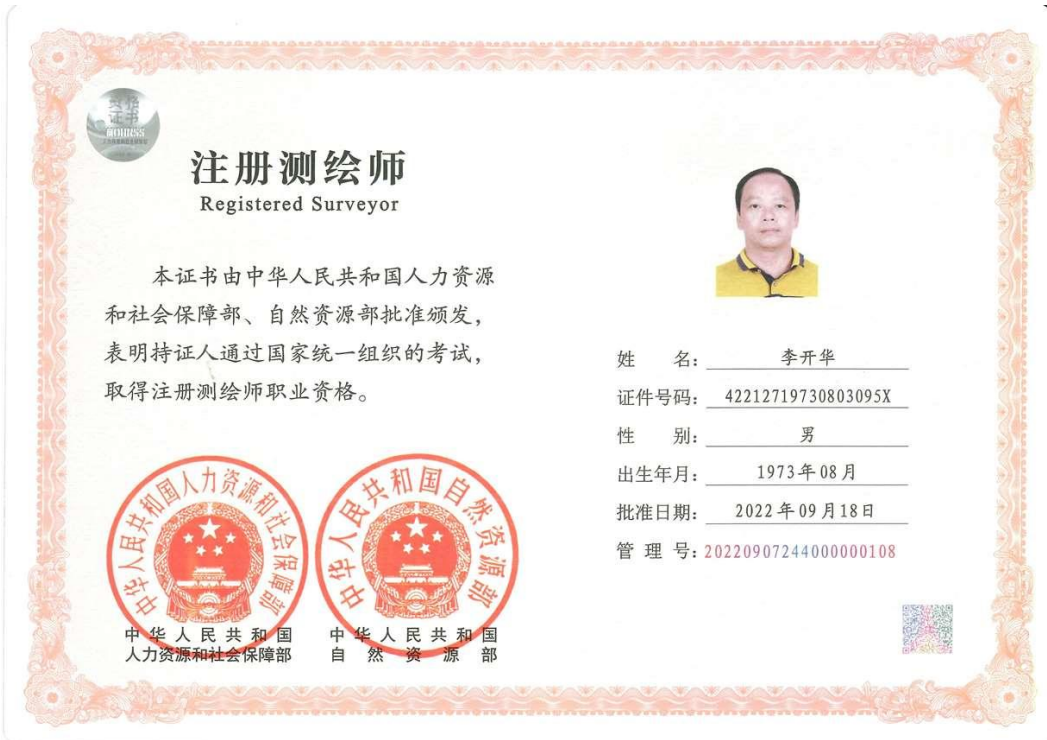 资格
证书
MOHRSS
注册测绘师
Registered Surveyor
本证书由中华人民共和国人力资源
和社会保障部、自然资源部批准颁发，
表明持证人通过国家统一组织的考试，
取得注册测绘师职业资格。
中华人民共和国人力资源和社会保障部
中华人民共和国自然资源部
中华人民共和国
人力资源和社会保障部
中华人民共和国
自然资源部
姓 名：李开华
证件号码：42212719730803095X
性 别：男
出生年月：1973年08月
批准日期：2022年09月18日
管 理 号：20220907244000000108